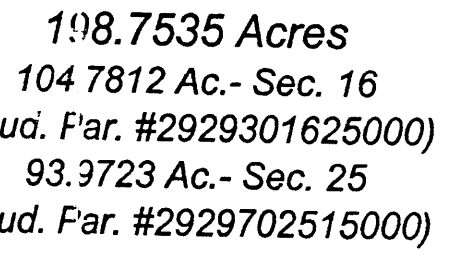 198.7535 Acres
104.7812 Ac.- Sec. 16
ud. Par. #2929301625000)
93.9723 Ac.- Sec. 25
ud. Par. #2929702515000)